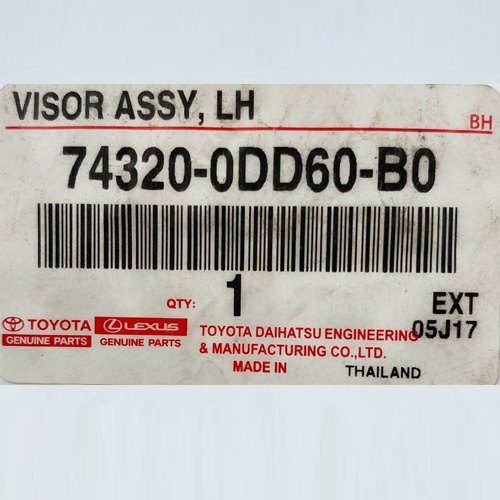 VISOR ASSY, LH
BH
74320-0DD60-B0
QTY: 1
EXT
05J17
TOYOTA LEXUS
GENUINE PARTS GENUINE PARTS
TOYOTA DAIHATSU ENGINEERING
& MANUFACTURING CO.,LTD.
MADE IN THAILAND